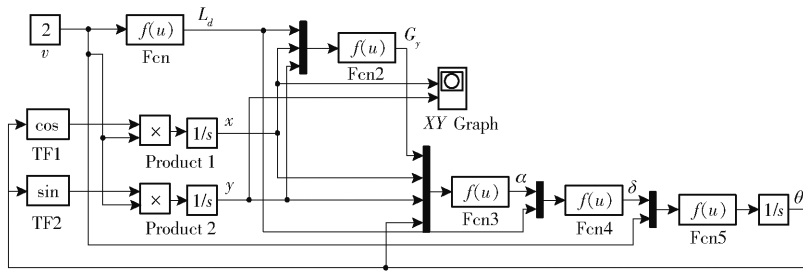 2
v
f(u)
Fcn
L_d
f(u)
Fcn2
G_y
XY Graph
cos
TF1
×
Product 1
1/s
x
sin
TF2
×
Product 2
1/s
y
f(u)
Fcn3
α
f(u)
Fcn4
δ
f(u)
Fcn5
1/s
θ